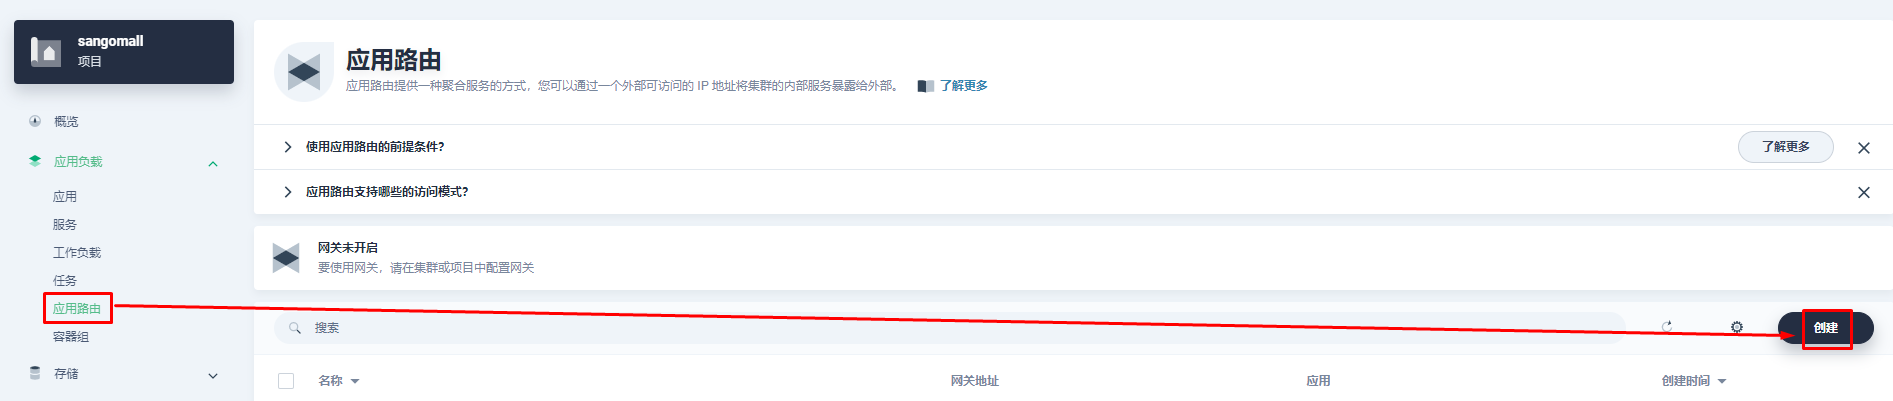 sangomall
项目
概览
应用负载
应用
服务
工作负载
任务
应用路由
容器组
存储
应用路由
应用路由提供一种聚合服务的方式，您可以通过一个外部可访问的 IP 地址将集群的内部服务暴露给外部。 了解更多
使用应用路由的前提条件？ 了解更多
应用路由支持哪些的访问模式？
网关未开启
要使用网关，请在集群或项目中配置网关
搜索 创建
名称 网关地址 应用 创建时间